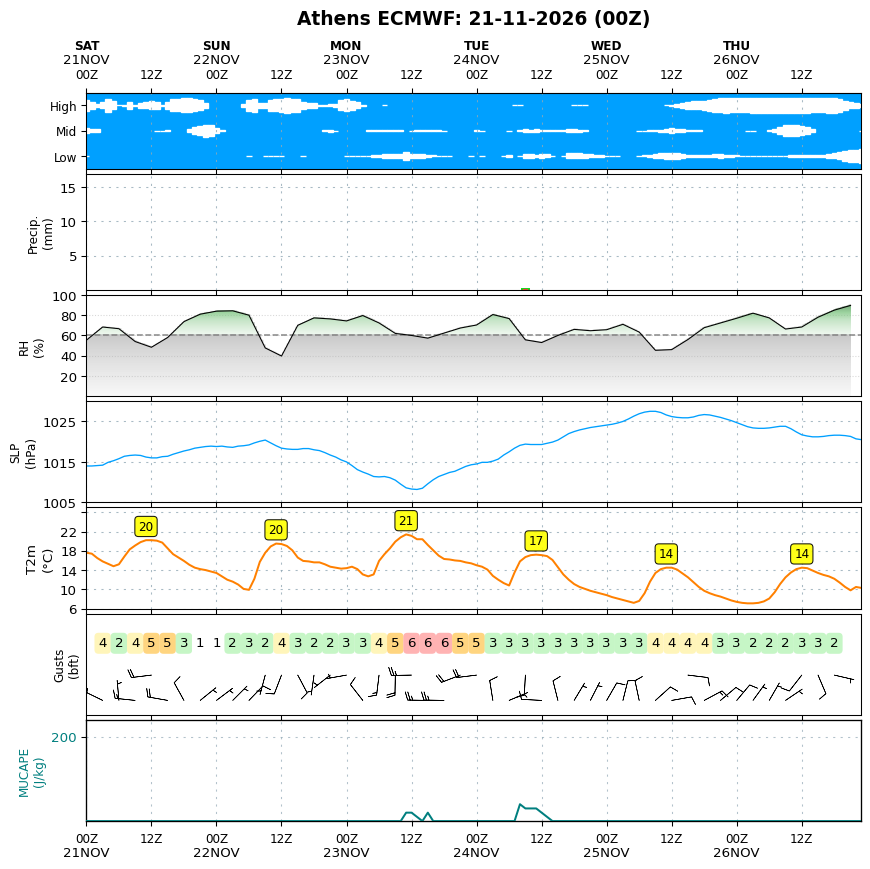 Athens ECMWF: 21-11-2026 (00Z)
SAT SUN MON TUE WED THU
21NOV 22NOV 23NOV 24NOV 25NOV 26NOV
00Z 12Z 00Z 12Z 00Z 12Z 00Z 12Z 00Z 12Z 00Z 12Z
High
Mid
Low
Precip.
(mm)
15
10
5
RH
(%)
100
80
60
40
20
SLP
(hPa)
1025
1015
1005
T2m
(°C)
22
18
14
10
6
20 20 21 17 14 14
Gusts
(bft)
4 2 4 5 5 3 1 1 2 3 2 4 3 2 2 3 3 4 5 6 6 6 5 5 3 3 3 3 3 3 3 3 3 3 4 4 4 4 3 3 2 2 2 3 3 2
MUCAPE
(J/kg)
200
00Z 12Z 00Z 12Z 00Z 12Z 00Z 12Z 00Z 12Z 00Z 12Z
21NOV 22NOV 23NOV 24NOV 25NOV 26NOV